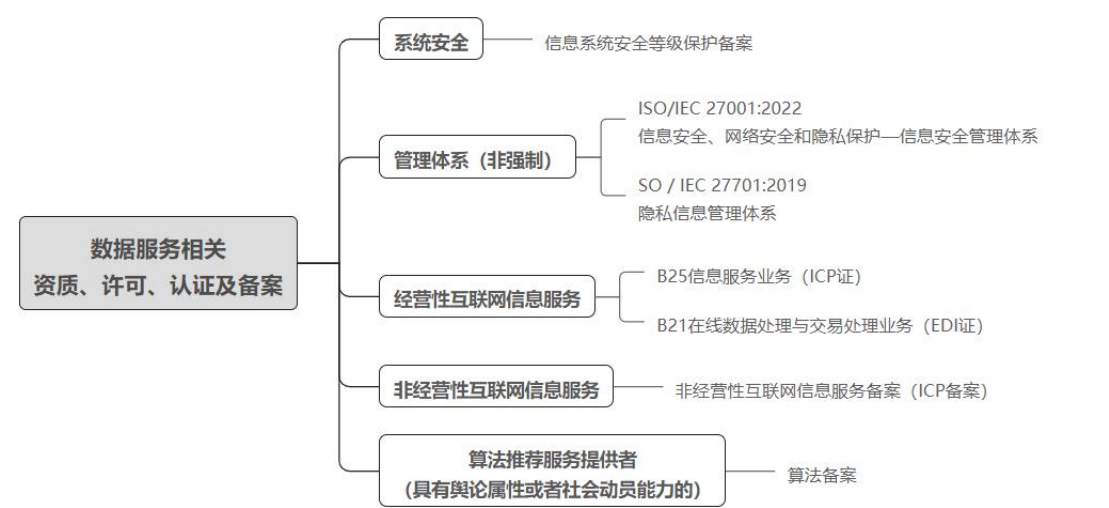 数据服务相关
资质、许可、认证及备案
系统安全
信息系统安全等级保护备案
管理体系（非强制）
ISO/IEC 27001:2022
信息安全、网络安全和隐私保护—信息安全管理体系
SO / IEC 27701:2019
隐私信息管理体系
经营性互联网信息服务
B25信息服务业务（ICP证）
B21在线数据处理与交易处理业务（EDI证）
非经营性互联网信息服务
非经营性互联网信息服务备案（ICP备案）
算法推荐服务提供者
（具有舆论属性或者社会动员能力的）
算法备案